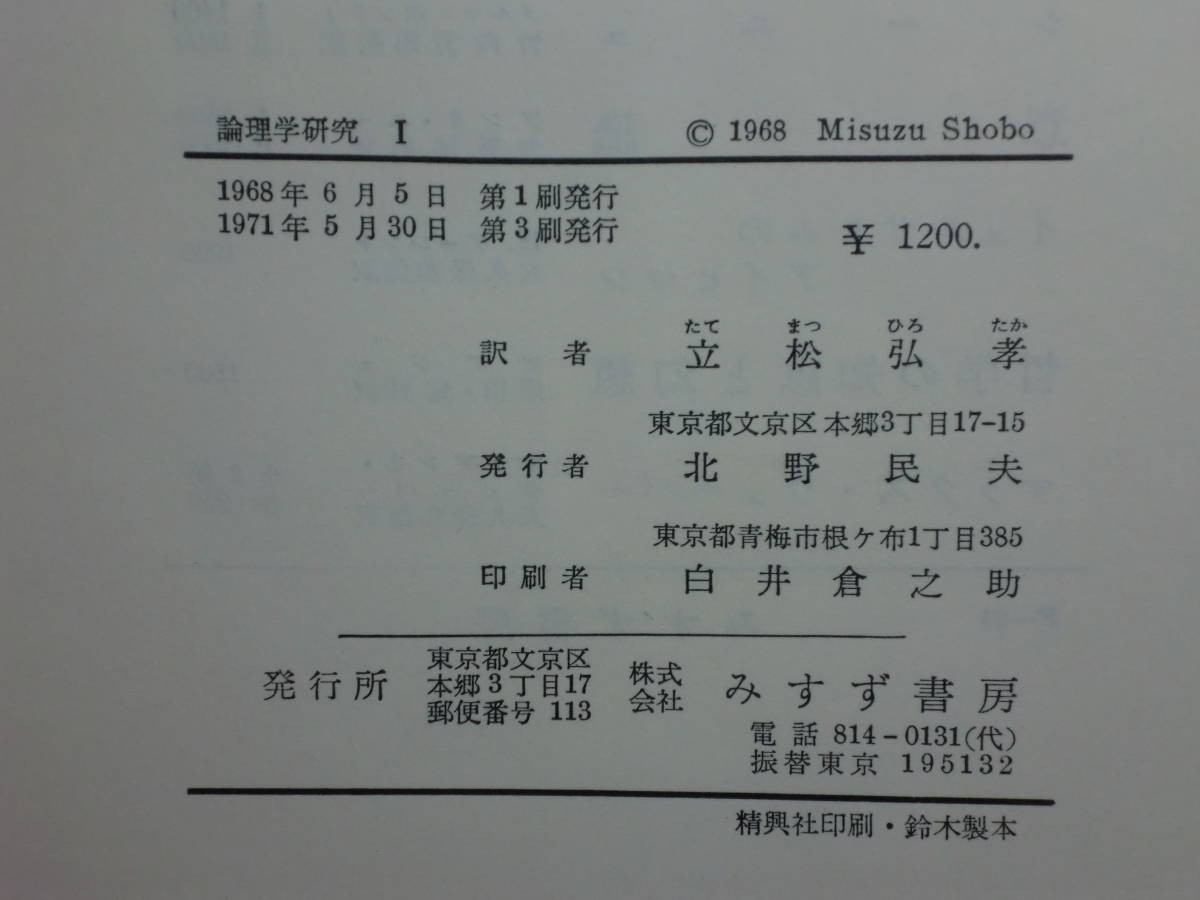 論理学研究 I © 1968 Misuzu Shobo
1968年 6 月 5 日 第1刷発行
1971年 5 月30日 第3刷発行
¥ 1200.
たて まつ ひろ たか
訳 者 立 松 弘 孝
東京都文京区本郷3丁目17-15
発行者 北 野 民 夫
東京都青梅市根ケ布1丁目385
印刷者 白 井 倉 之 助
東京都文京区
発行所 本郷3丁目17 株式会社 みすず書房
郵便番号 113
電話 814-0131(代)
振替東京 195132
精興社印刷・鈴木製本